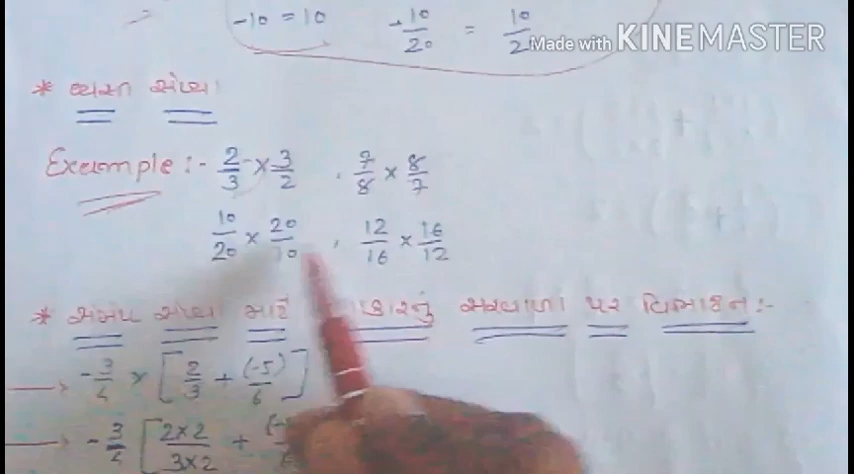 -10 = 10 -10/20 = 10/2
Made with KINEMASTER
* વ્યસ્ત સંખ્યા
Example :- 2/3 × 3/2 , 7/8 × 8/7
10/20 × 20/10 , 12/16 × 16/12
* સંમેય સંખ્યા માટે સરવાળા પર વિભાજન :-
→ -3/4 × [ 2/3 + (-5)/6 ]
→ -3/4 [ 2×2/3×2 +